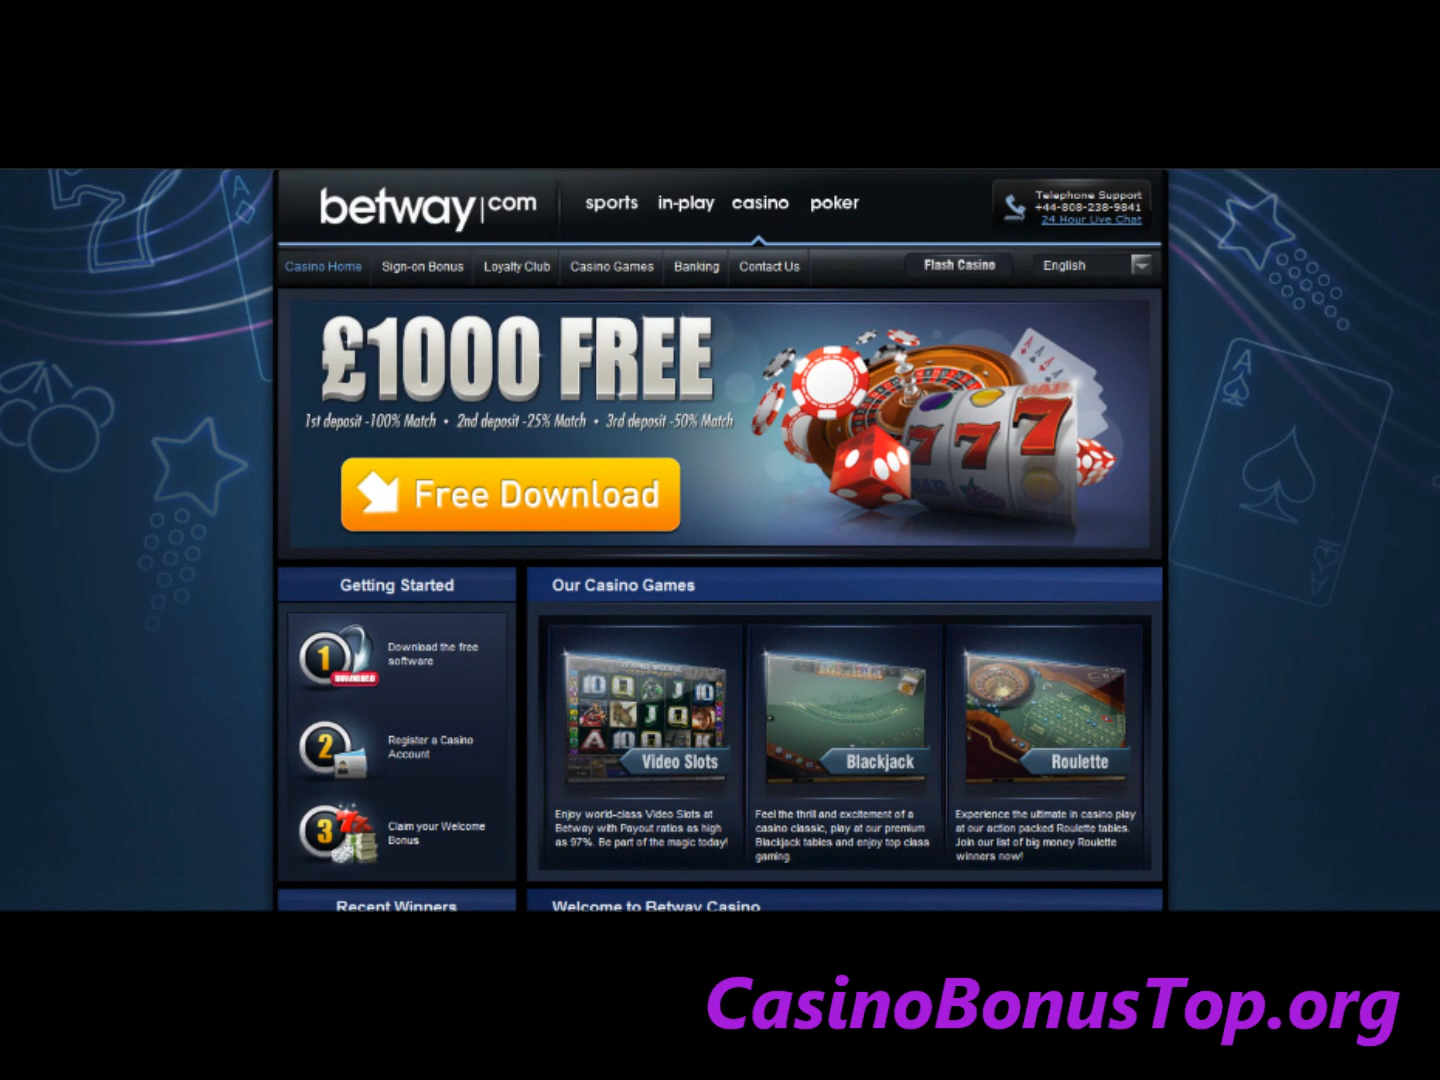 betway|com
sports in-play casino poker
Telephone Support
+44-808-238-9841
24 Hour Live Chat
Casino Home Sign-on Bonus Loyalty Club Casino Games Banking Contact Us Flash Casino English
£1000 FREE
1st deposit -100% Match • 2nd deposit -25% Match • 3rd deposit -50% Match
Free Download
Getting Started
Our Casino Games
1
Download the free
software
2
Register a Casino
Account
3
Claim your Welcome
Bonus
Video Slots
Enjoy world-class Video Slots at
Betway with Payout ratios as high
as 97%. Be part of the magic today!
Blackjack
Feel the thrill and excitement of a
casino classic, play at our premium
Blackjack tables and enjoy top class
gaming.
Roulette
Experience the ultimate in casino play
at our action packed Roulette tables.
Join our list of big money Roulette
winners now!
Recent Winners
Welcome to Betway Casino
CasinoBonusTop.org